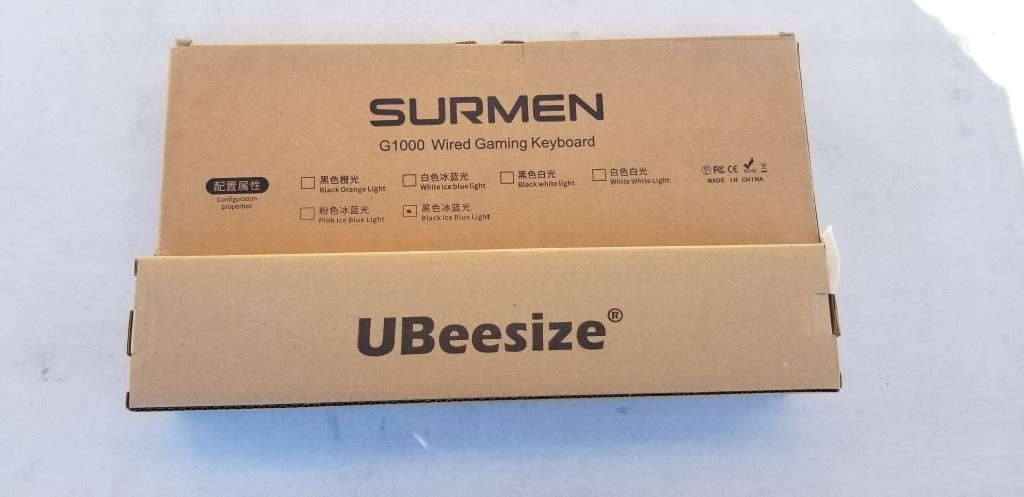 SURMEN
G1000 Wired Gaming Keyboard
配置属性
Configuration
properties
黑色橙光
Black Orange Light
白色冰蓝光
White Ice blue light
黑色白光
Black white light
白色白光
White White Light
粉色冰蓝光
Pink Ice Blue Light
黑色冰蓝光
Black Ice Blue Light
FC CE RoHS
MADE IN CHINA
UBeesize®